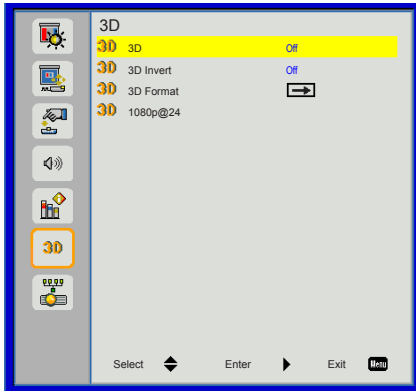 3D
3D 3D Off
3D 3D Invert Off
3D 3D Format
3D 1080p@24
3D
Select Enter Exit Menu